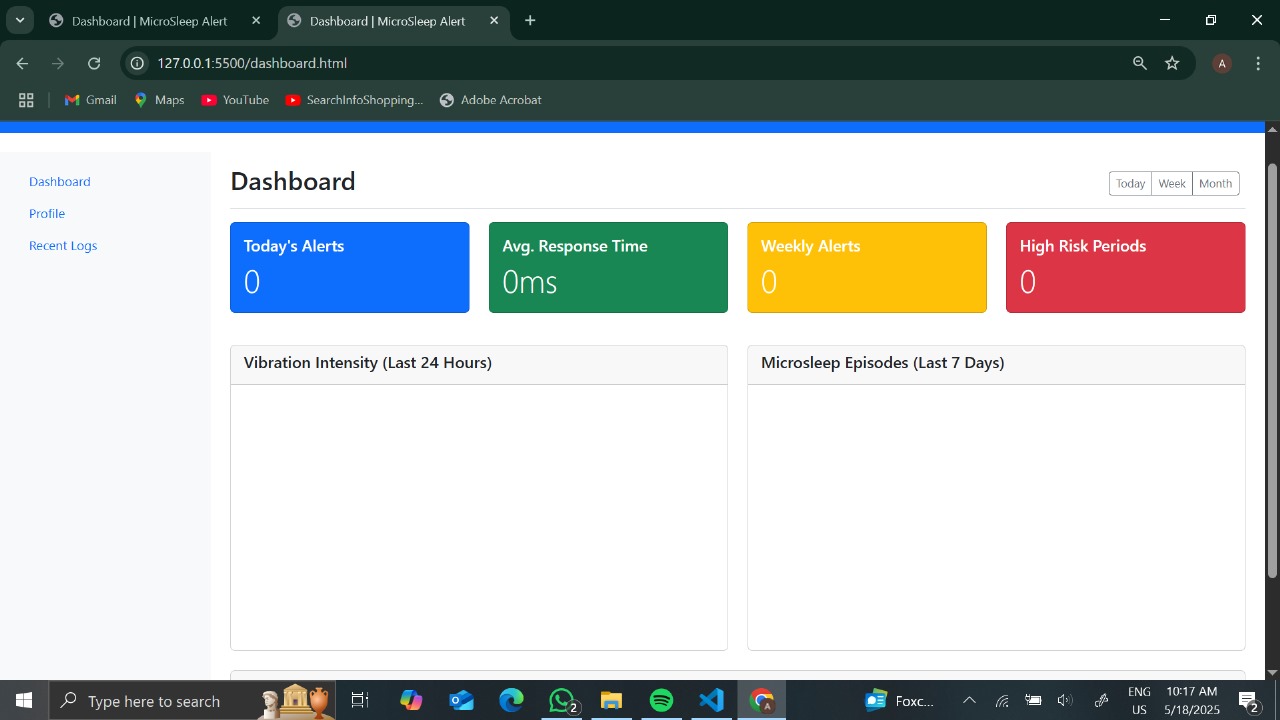 Dashboard | MicroSleep Alert
Dashboard | MicroSleep Alert
127.0.0.1:5500/dashboard.html
A
Gmail
Maps
YouTube
SearchInfoShopping...
Adobe Acrobat
Dashboard
Profile
Recent Logs
Dashboard
Today
Week
Month
Today's Alerts
0
Avg. Response Time
0ms
Weekly Alerts
0
High Risk Periods
0
Vibration Intensity (Last 24 Hours)
Microsleep Episodes (Last 7 Days)
Type here to search
2
A
Foxc...
ENG
US
10:17 AM
5/18/2025
2